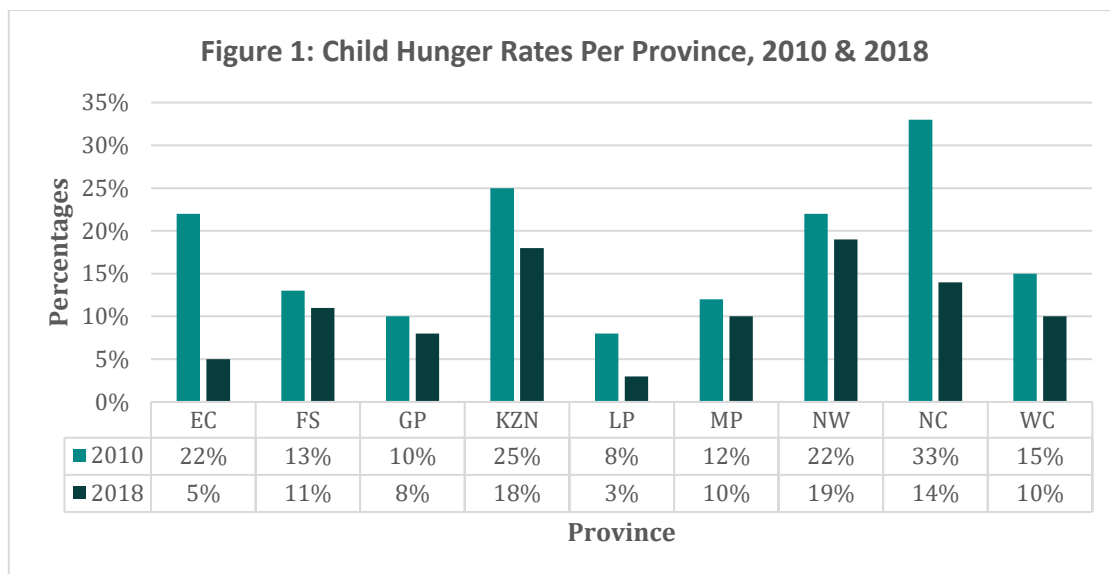 Figure 1: Child Hunger Rates Per Province, 2010 & 2018
Percentages
35%
30%
25%
20%
15%
10%
5%
0%
EC FS GP KZN LP MP NW NC WC
2010 22% 13% 10% 25% 8% 12% 22% 33% 15%
2018 5% 11% 8% 18% 3% 10% 19% 14% 10%
Province